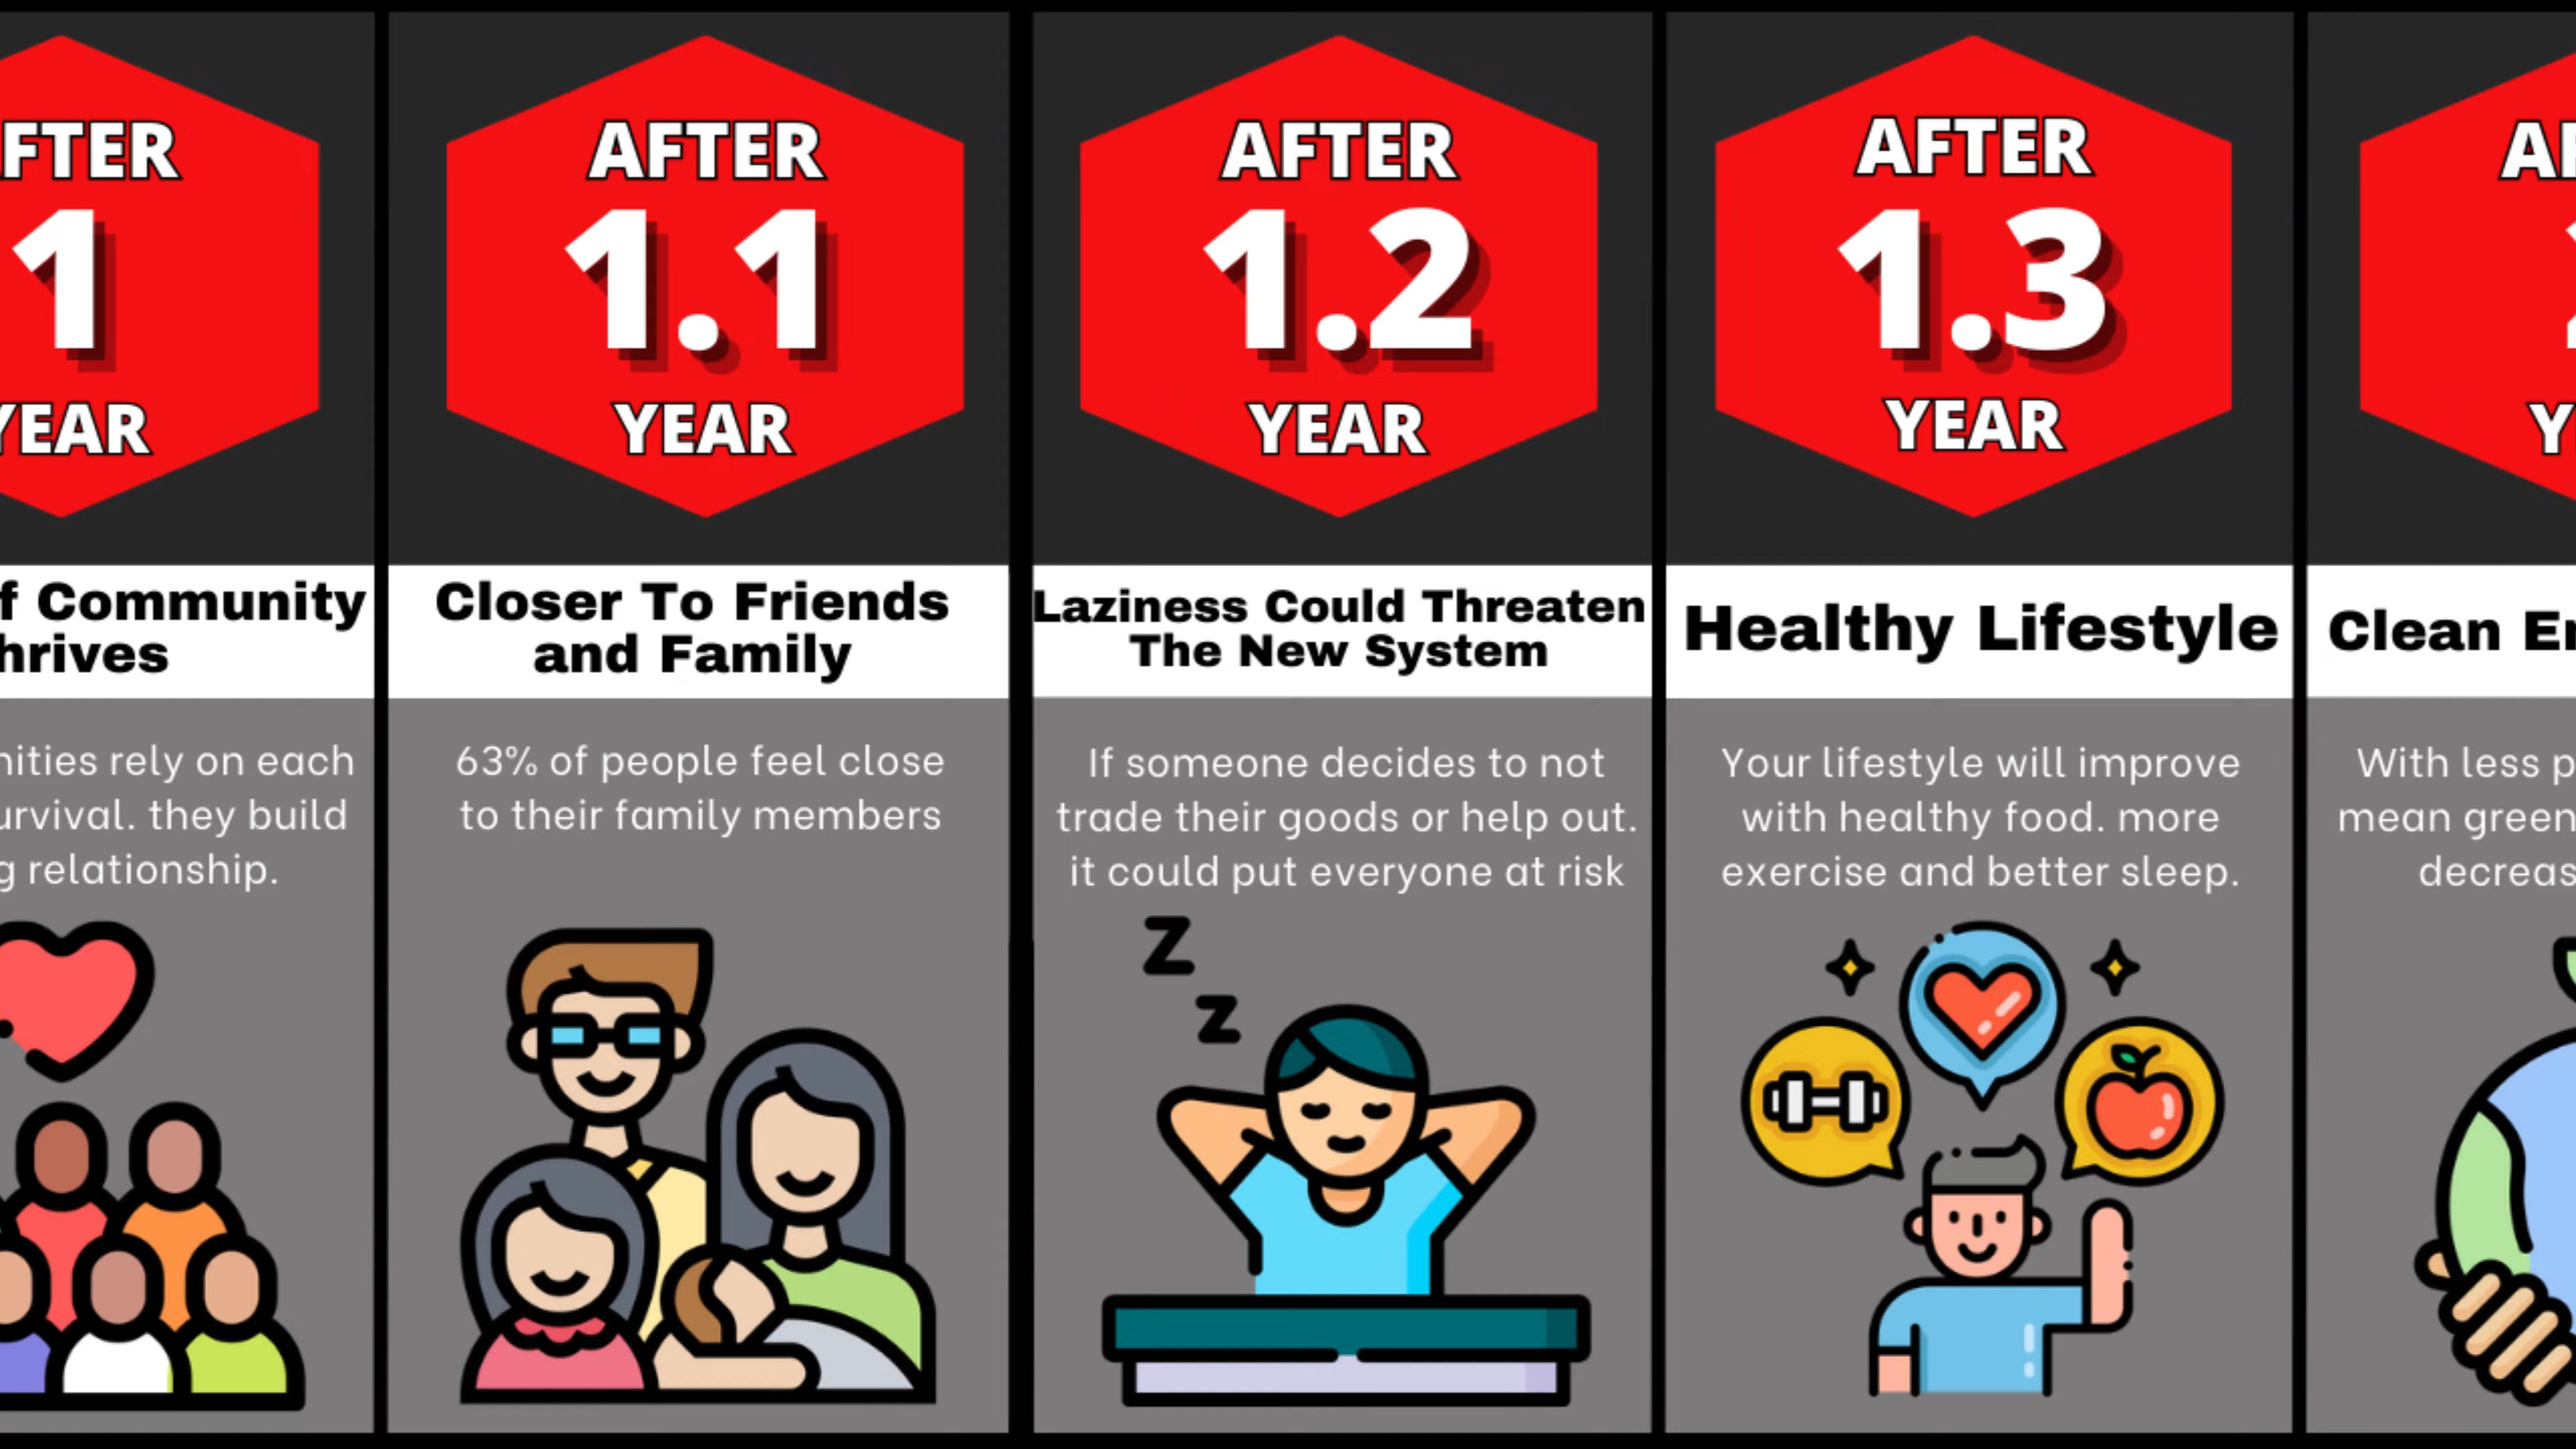 FTER
1
YEAR
f Community
hrives
nities rely on each
urvival. they build
g relationship.
AFTER
1.1
YEAR
Closer To Friends
and Family
63% of people feel close
to their family members
AFTER
1.2
YEAR
Laziness Could Threaten
The New System
If someone decides to not
trade their goods or help out.
it could put everyone at risk
Z
Z
AFTER
1.3
YEAR
Healthy Lifestyle
Your lifestyle will improve
with healthy food. more
exercise and better sleep.
AF
Y
Clean En
With less p
mean green
decreas